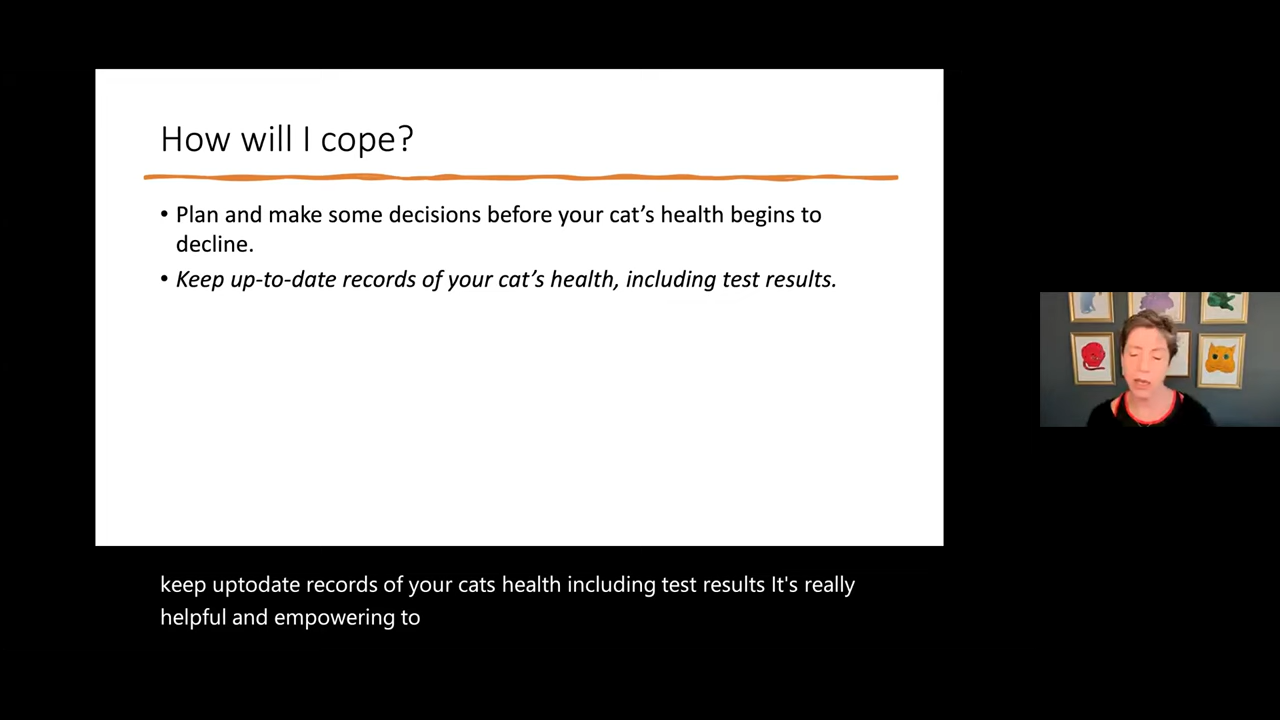 How will I cope?
• Plan and make some decisions before your cat’s health begins to
decline.
• Keep up-to-date records of your cat’s health, including test results.
keep uptodate records of your cats health including test results It's really
helpful and empowering to